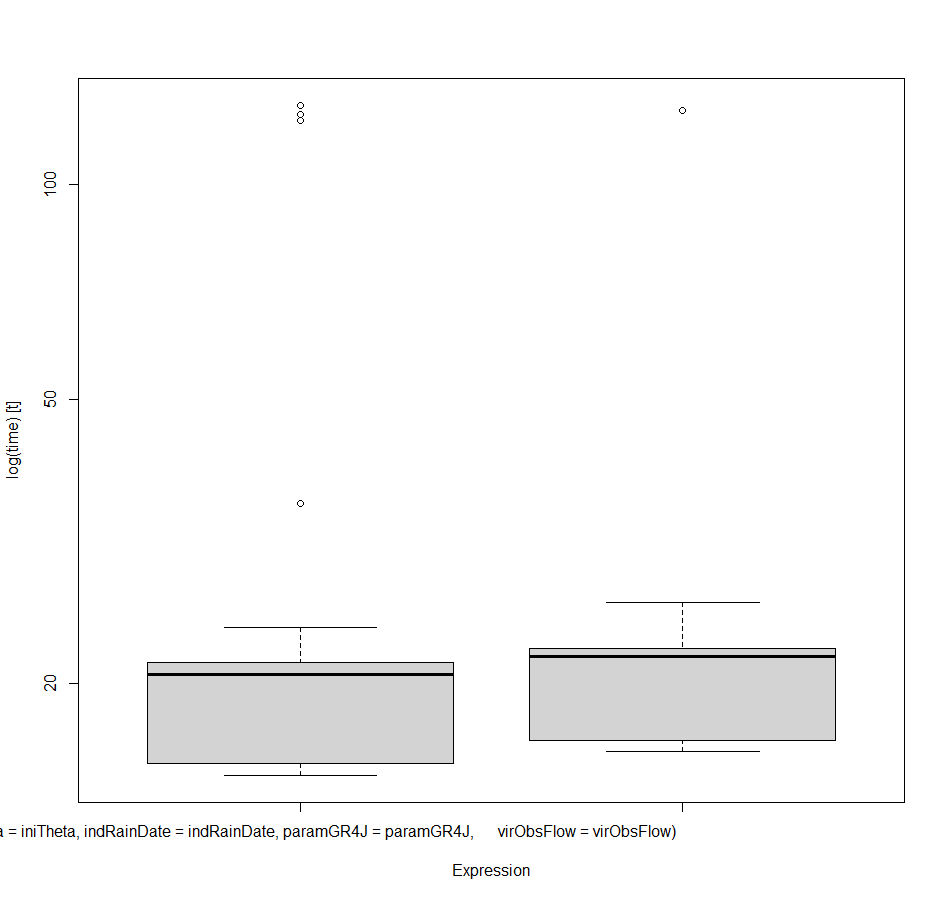 100
50
20
log(time) [t]
= iniTheta, indRainDate = indRainDate, paramGR4J = paramGR4J, virObsFlow = virObsFlow)
Expression